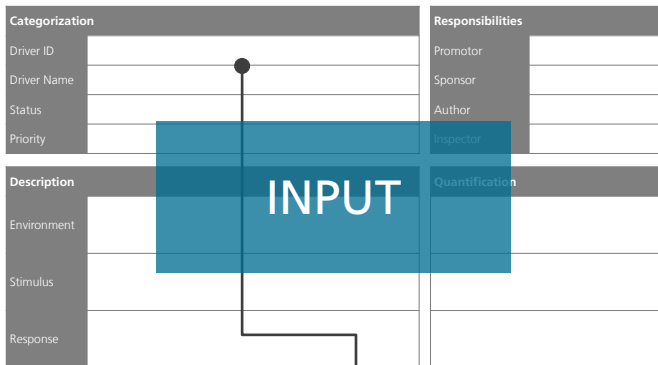 Categorization
Driver ID
Driver Name
Status
Priority
Responsibilities
Promotor
Sponsor
Author
Inspector
INPUT
Description
Environment
Stimulus
Response
Quantification